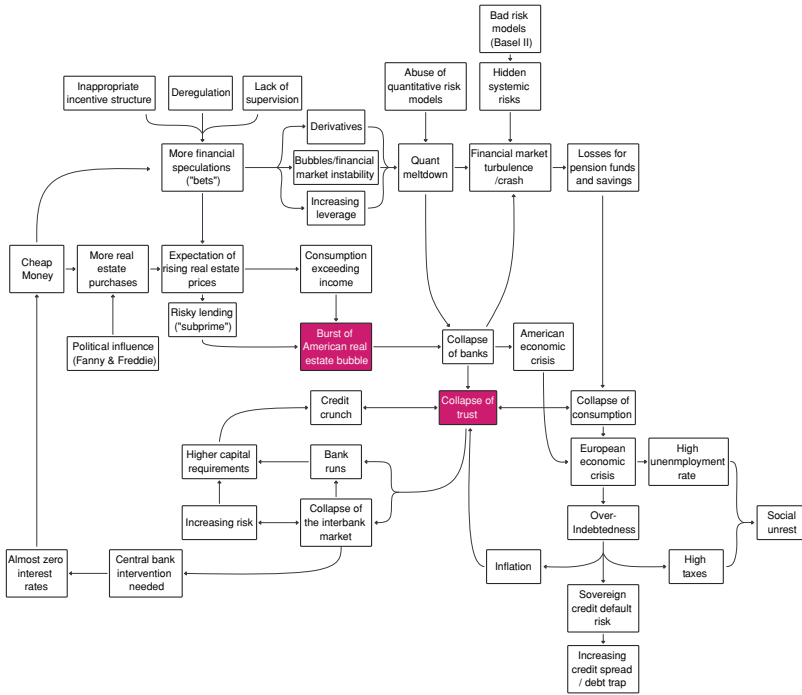 Bad risk
models
(Basel II)
Inappropriate
incentive structure
Deregulation
Lack of
supervision
Abuse of
quantitative risk
models
Hidden
systemic
risks
Derivatives
More financial
speculations
("bets")
Bubbles/financial
market instability
Quant
meltdown
Financial market
turbulence
/crash
Losses for
pension funds
and savings
Increasing
leverage
Cheap
Money
More real
estate
purchases
Expectation of
rising real estate
prices
Consumption
exceeding
income
Risky lending
("subprime")
Political influence
(Fanny & Freddie)
Burst of
American real
estate bubble
Collapse
of banks
American
economic
crisis
Credit
crunch
Collapse of
trust
Collapse of
consumption
Higher capital
requirements
Bank
runs
European
economic
crisis
High
unenmployment
rate
Increasing risk
Collapse of
the interbank
market
Over-
Indebtedness
Social
unrest
Almost zero
interest
rates
Central bank
intervention
needed
Inflation
High
taxes
Sovereign
credit default
risk
Increasing
credit spread
/ debt trap